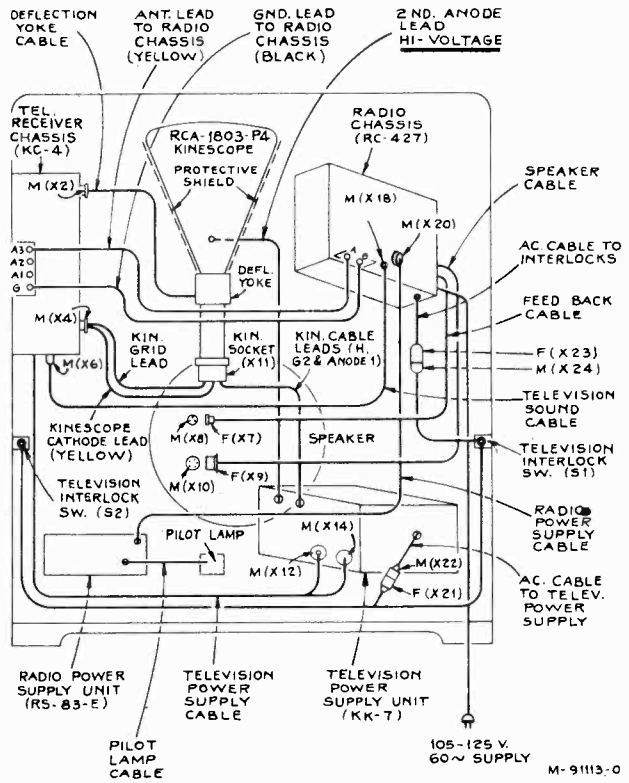 DEFLECTION
YOKE
CABLE
ANT. LEAD
TO RADIO
CHASSIS
(YELLOW)
GND. LEAD
TO RADIO
CHASSIS
(BLACK)
2ND. ANODE
LEAD
HI-VOLTAGE
TEL.
RECEIVER
CHASSIS
(KC-4)
RCA-1803-P4
KINESCOPE
PROTECTIVE
SHIELD
RADIO
CHASSIS
(RC-427)
SPEAKER
CABLE
M(X2)
M(X18)
M(X20)
AC. CABLE TO
INTERLOCKS
A3
A2
A1
G
A
DEFL.
YOKE
FEED BACK
CABLE
M(X4)
M(X6)
KIN.
GRID
LEAD
KIN.
SOCKET
(X11)
KIN. CABLE
LEADS (H,
G2 & ANODE 1)
F(X23)
M(X24)
TELEVISION
SOUND
CABLE
KINESCOPE
CATHODE LEAD
(YELLOW)
M(X8)
F(X7)
SPEAKER
M(X10)
F(X9)
TELEVISION
INTERLOCK
SW. (S2)
TELEVISION
INTERLOCK
SW. (S1)
RADIO
POWER
SUPPLY
CABLE
PILOT LAMP
M(X14)
M(X12)
M(X22)
F(X21)
AC. CABLE
TO TELEV.
POWER
SUPPLY
RADIO POWER
SUPPLY UNIT
(RS-83-E)
TELEVISION
POWER
SUPPLY
CABLE
TELEVISION
POWER
SUPPLY UNIT
(KK-7)
PILOT
LAMP
CABLE
105-125 V.
60~ SUPPLY
M-91113-0